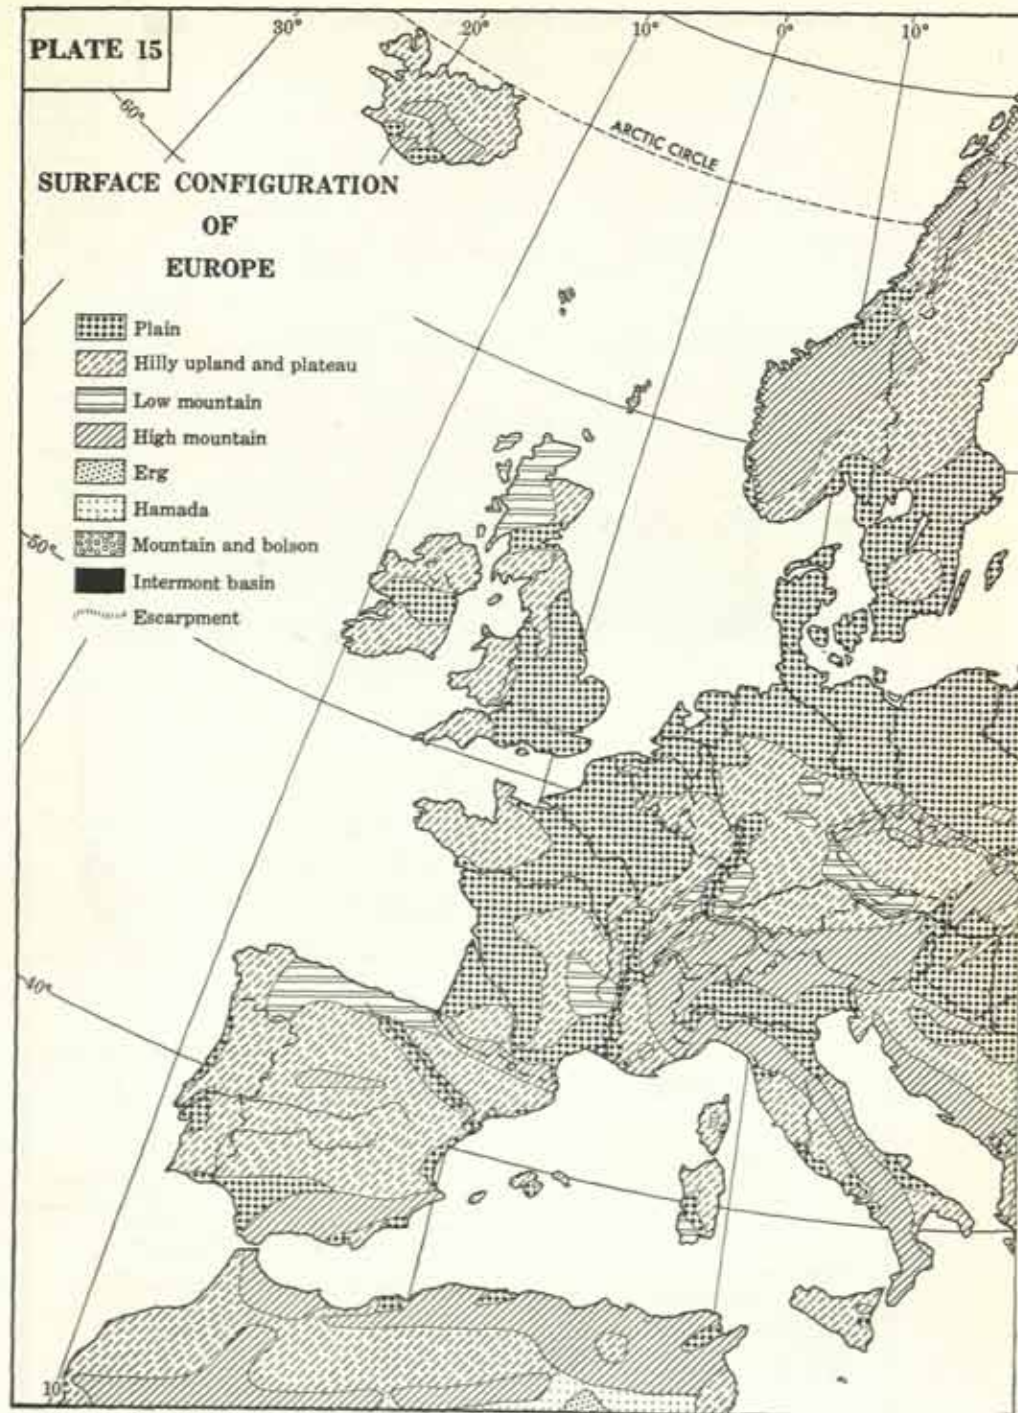 PLATE 15
30°
20°
10°
0°
10°
60°
ARCTIC CIRCLE
SURFACE CONFIGURATION
OF
EUROPE
Plain
Hilly upland and plateau
Low mountain
High mountain
Erg
Hamada
Mountain and bolson
Intermont basin
Escarpment
50°
40°
10°